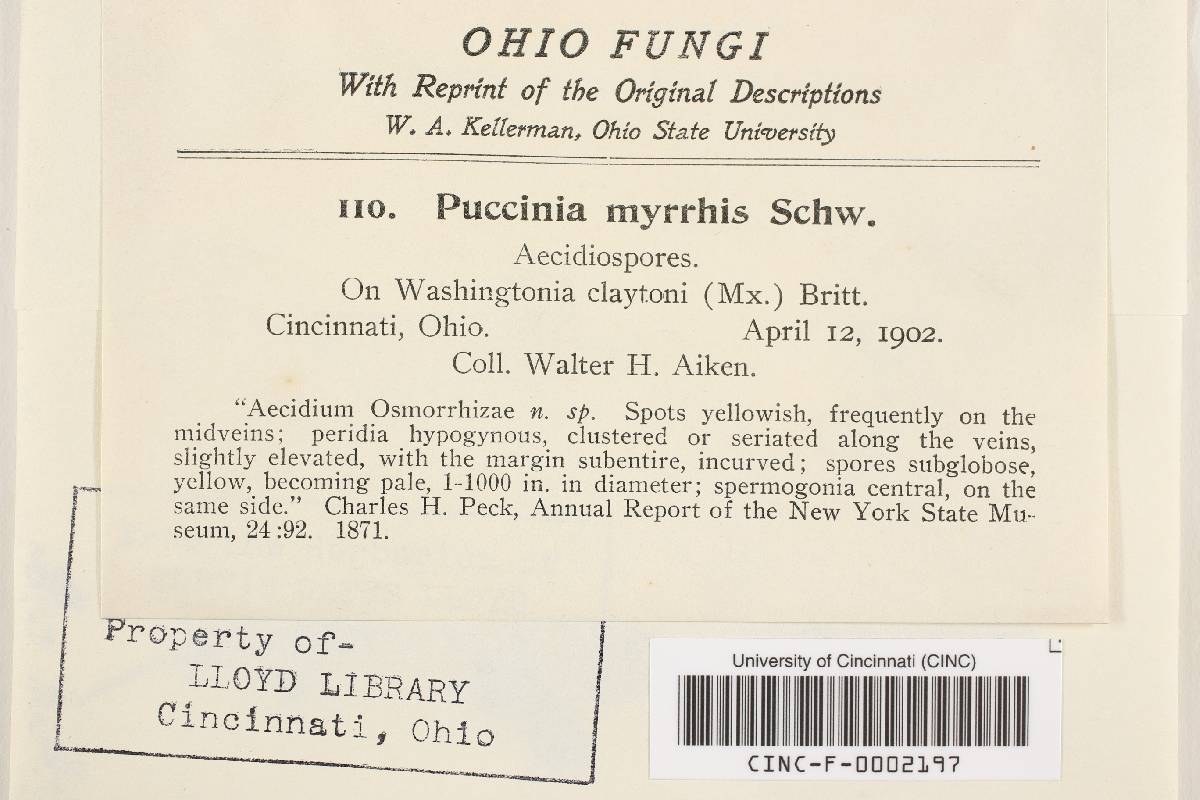 OHIO FUNGI
With Reprint of the Original Descriptions
W. A. Kellerman, Ohio State University
110. Puccinia myrrhis Schw.
Aecidiospores.
On Washingtonia claytoni (Mx.) Britt.
Cincinnati, Ohio. April 12, 1902.
Coll. Walter H. Aiken.
“Aecidium Osmorrhizae n. sp. Spots yellowish, frequently on the
midveins; peridia hypogynous, clustered or seriated along the veins,
slightly elevated, with the margin subentire, incurved; spores subglobose,
yellow, becoming pale, 1-1000 in. in diameter; spermogonia central, on the
same side.” Charles H. Peck, Annual Report of the New York State Mu-
seum, 24:92. 1871.
Property of-
LLOYD LIBRARY
Cincinnati, Ohio
University of Cincinnati (CINC)
CINC-F-0002197